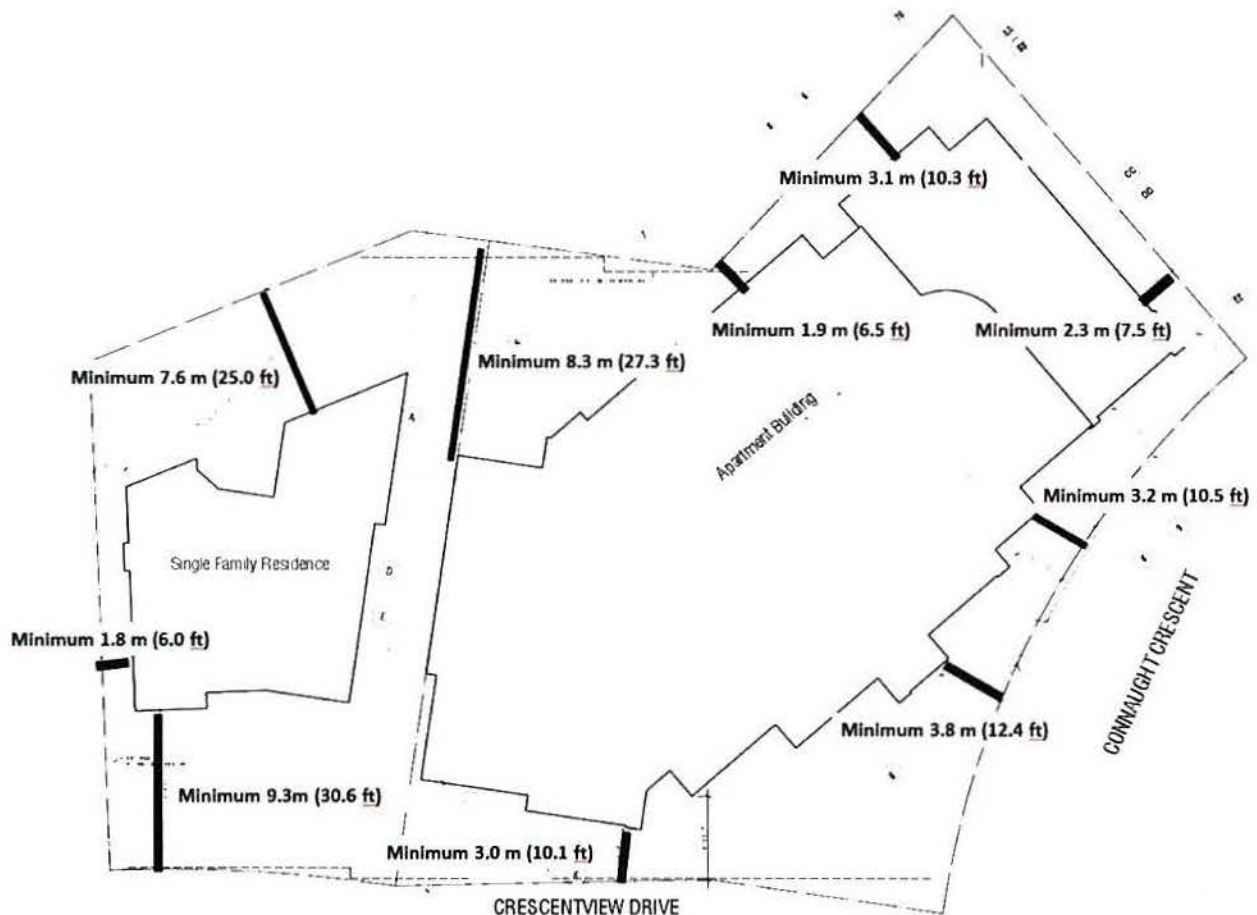 Minimum 3.1 m (10.3 ft)
Minimum 1.9 m (6.5 ft)
Minimum 2.3 m (7.5 ft)
Minimum 7.6 m (25.0 ft)
Minimum 8.3 m (27.3 ft)
Apartment Building
Minimum 3.2 m (10.5 ft)
Single Family Residence
Minimum 1.8 m (6.0 ft)
CONNAUGHT CRESCENT
Minimum 3.8 m (12.4 ft)
Minimum 9.3m (30.6 ft)
Minimum 3.0 m (10.1 ft)
CRESCENTVIEW DRIVE